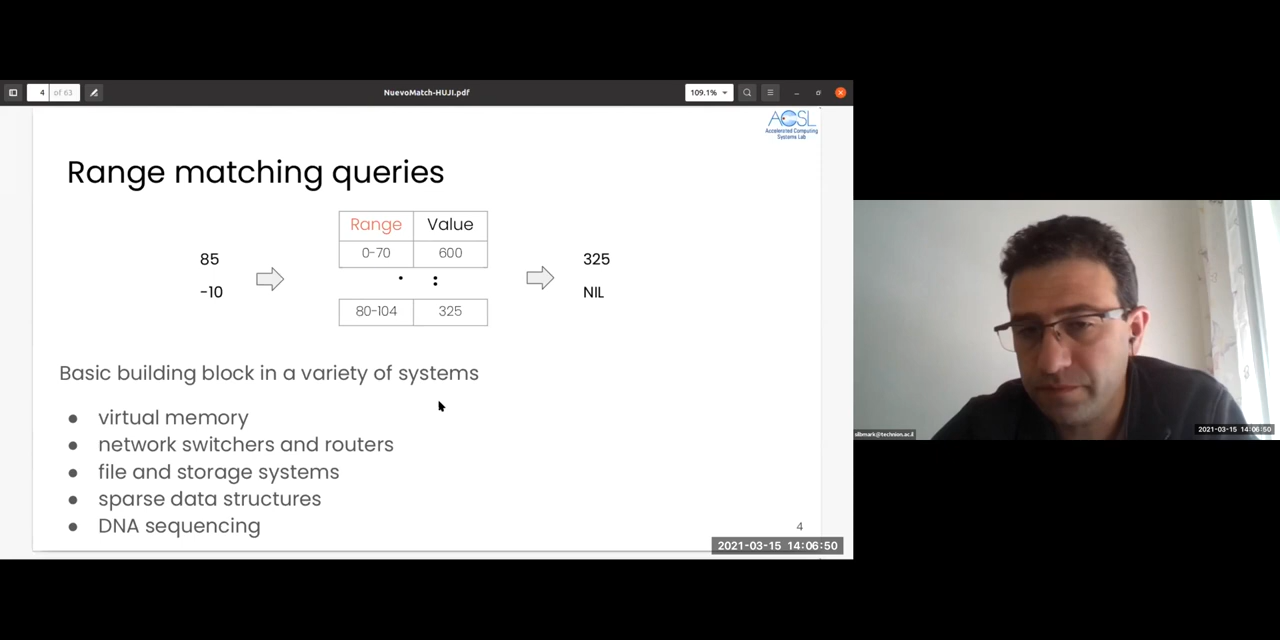 4 of 63
NuevoMatch-HUJI.pdf
109.1%
ACSL
Accelerated Computing
Systems Lab
Range matching queries
Range Value
85
0-70 600
325
-10
:
NIL
80-104 325
Basic building block in a variety of systems
● virtual memory
● network switchers and routers
● file and storage systems
● sparse data structures
● DNA sequencing
4
2021-03-15 14:06:50
2021-03-15 14:06:50